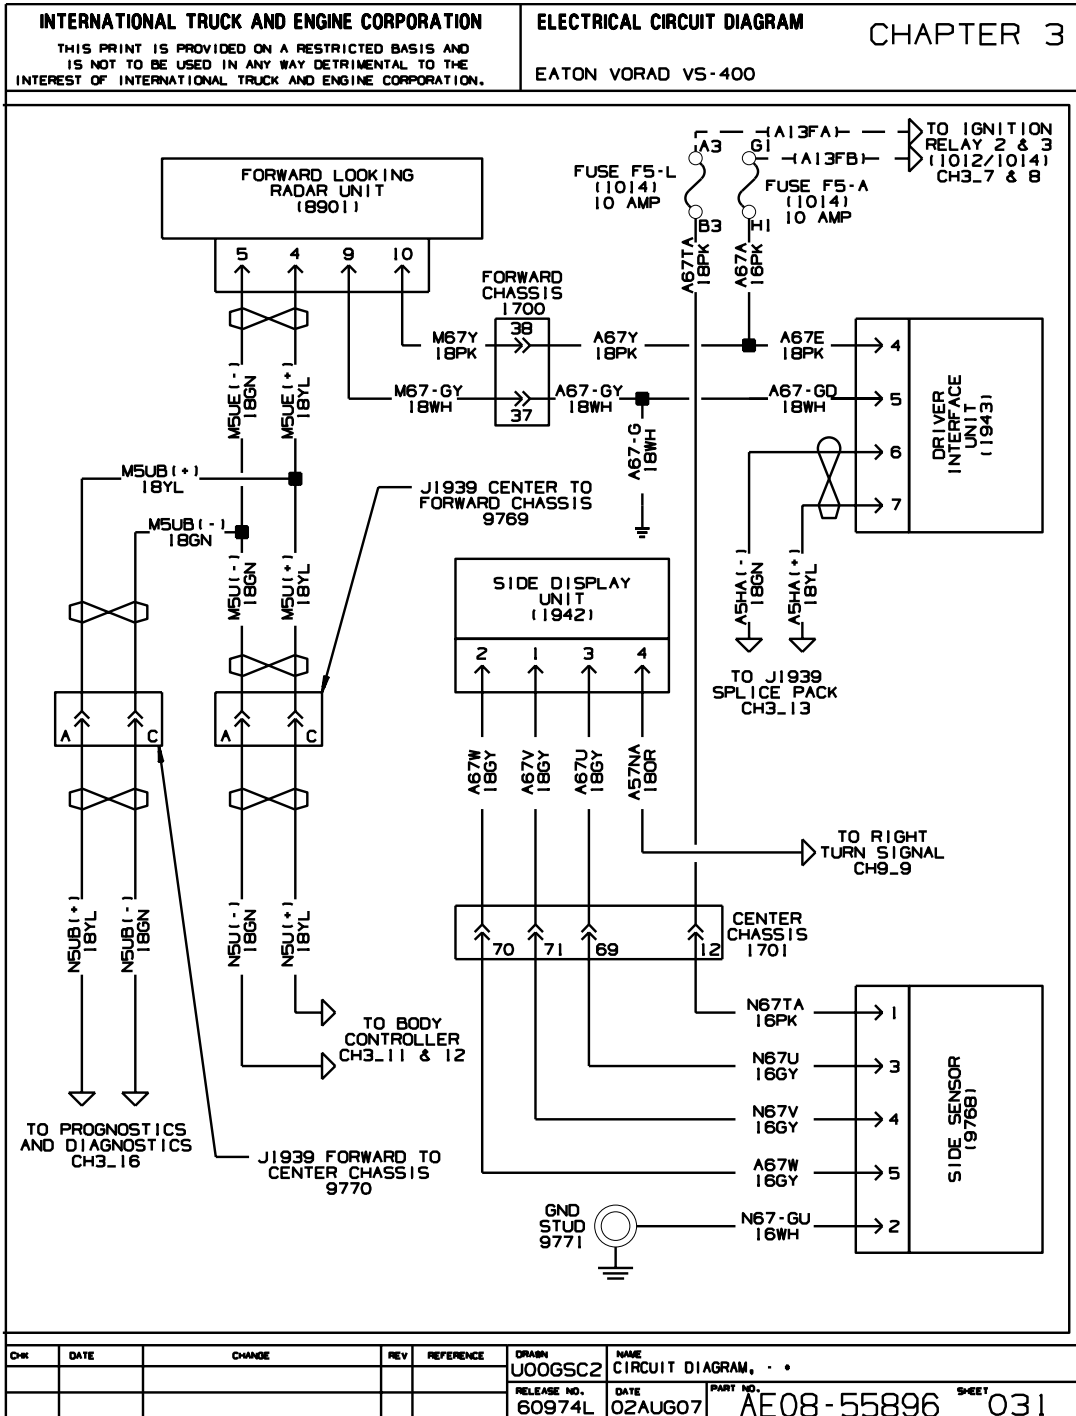 INTERNATIONAL TRUCK AND ENGINE CORPORATION
THIS PRINT IS PROVIDED ON A RESTRICTED BASIS AND
IS NOT TO BE USED IN ANY WAY DETRIMENTAL TO THE
INTEREST OF INTERNATIONAL TRUCK AND ENGINE CORPORATION.
ELECTRICAL CIRCUIT DIAGRAM
CHAPTER 3
EATON VORAD VS-400
FORWARD LOOKING
RADAR UNIT
(8901)
5 4 9 10
(A13FA)
(A13FB)
TO IGNITION
RELAY 2 & 3
(1012/1014)
CH3_7 & 8
A3
FUSE F5-L
(1014)
10 AMP
B3
G1
FUSE F5-A
(1014)
10 AMP
H1
A67TA
18PK
A67A
16PK
FORWARD
CHASSIS
1700
38
37
M67Y
18PK
A67Y
18PK
A67E
18PK
M67-GY
18WH
A67-GY
18WH
A67-GD
18WH
A67-G
18WH
4
5
6
7
DRIVER
INTERFACE
UNIT
(1943)
M5UE(-)
18GN
M5UE(+)
18YL
M5UB(+)
18YL
M5UB(-)
18GN
M5U(-)
18GN
M5U(+)
18YL
J1939 CENTER TO
FORWARD CHASSIS
9769
A5HA(-)
18GN
A5HA(+)
18YL
TO J1939
SPLICE PACK
CH3_13
SIDE DISPLAY
UNIT
(1942)
2 1 3 4
A C
A C
A67W
18GY
A67V
18GY
A67U
18GY
A57NA
18OR
TO RIGHT
TURN SIGNAL
CH9_9
N5UB(+)
18YL
N5UB(-)
18GN
N5U(-)
18GN
N5U(+)
18YL
70 71 69 12
CENTER
CHASSIS
1701
TO BODY
CONTROLLER
CH3_11 & 12
TO PROGNOSTICS
AND DIAGNOSTICS
CH3_16
J1939 FORWARD TO
CENTER CHASSIS
9770
N67TA
16PK
N67U
16GY
N67V
16GY
A67W
16GY
N67-GU
16WH
1
3
4
5
2
SIDE SENSOR
(9768)
GND
STUD
9771
CHK DATE CHANGE REV REFERENCE
DRAWN
U00GSC2
NAME
CIRCUIT DIAGRAM, - •
RELEASE NO.
60974L
DATE
02AUG07
PART NO.
AE08-55896
SHEET
031